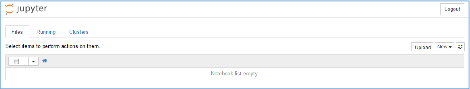 jupyter
Logout
Files Running Clusters
Select items to perform actions on them.
Upload New
Notebook list empty.